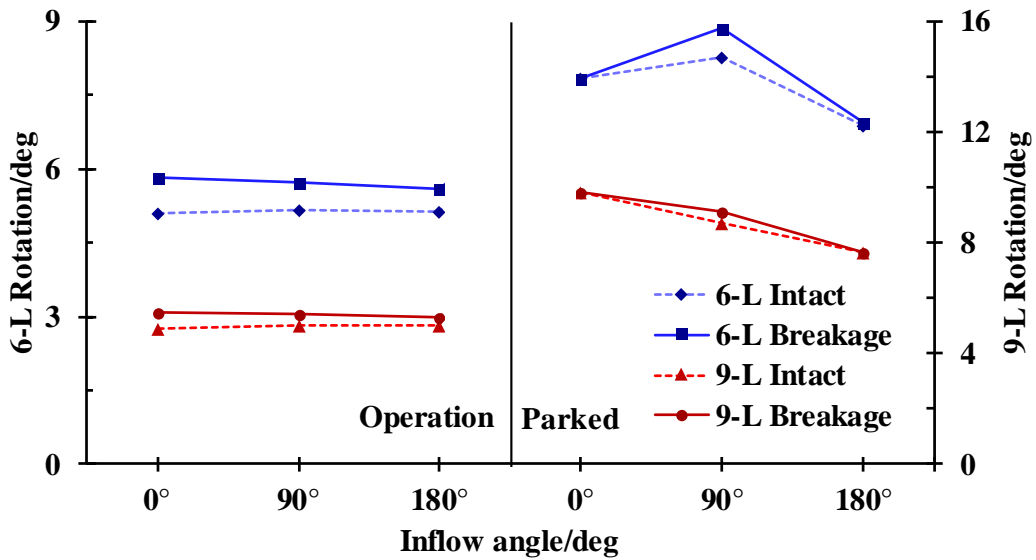 9
6
3
0
6-L Rotation/deg
16
12
8
4
0
9-L Rotation/deg
6-L Intact
6-L Breakage
9-L Intact
9-L Breakage
Operation
Parked
0° 90° 180° 0° 90° 180°
Inflow angle/deg